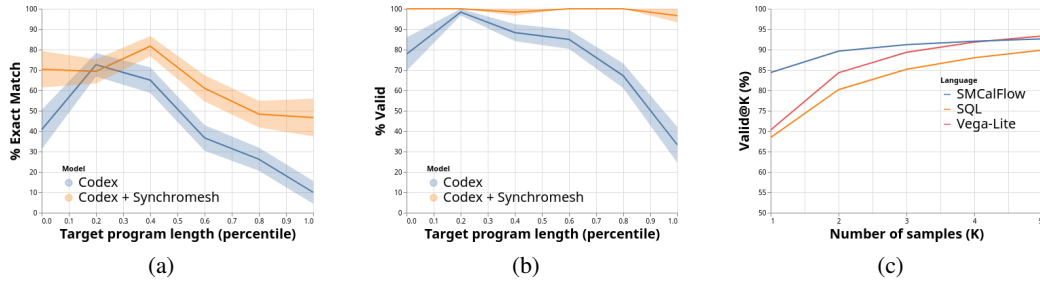 100
90
80
70
60
50
40
30
20
10
0
% Exact Match
Model
Codex
Codex + Synchromesh
0.0 0.1 0.2 0.3 0.4 0.5 0.6 0.7 0.8 0.9 1.0
Target program length (percentile)
(a)
100
90
80
70
60
50
40
30
20
10
0
% Valid
Model
Codex
Codex + Synchromesh
0.0 0.1 0.2 0.3 0.4 0.5 0.6 0.7 0.8 0.9 1.0
Target program length (percentile)
(b)
100
95
90
85
80
75
70
65
60
55
50
Valid@K (%)
Language
SMCalFlow
SQL
Vega-Lite
1 2 3 4 5
Number of samples (K)
(c)